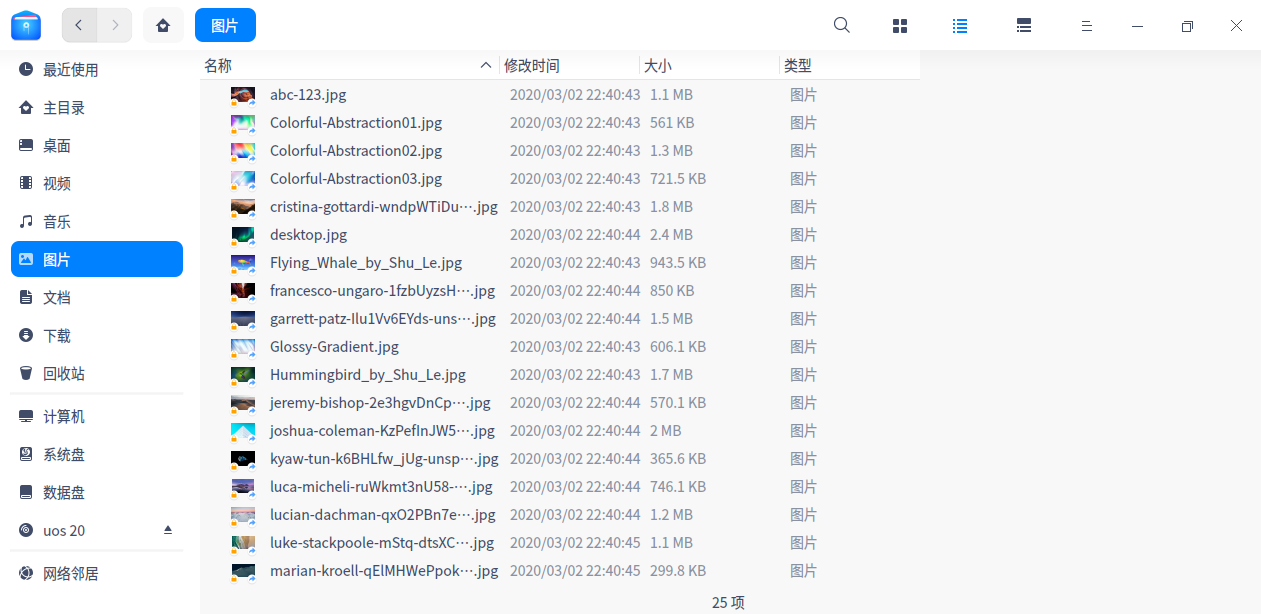 图片
最近使用
主目录
桌面
视频
音乐
图片
文档
下载
回收站
计算机
系统盘
数据盘
uos 20
网络邻居
名称 修改时间 大小 类型
abc-123.jpg 2020/03/02 22:40:43 1.1 MB 图片
Colorful-Abstraction01.jpg 2020/03/02 22:40:43 561 KB 图片
Colorful-Abstraction02.jpg 2020/03/02 22:40:43 1.3 MB 图片
Colorful-Abstraction03.jpg 2020/03/02 22:40:43 721.5 KB 图片
cristina-gottardi-wndpWTiDu···.jpg 2020/03/02 22:40:43 1.8 MB 图片
desktop.jpg 2020/03/02 22:40:44 2.4 MB 图片
Flying_Whale_by_Shu_Le.jpg 2020/03/02 22:40:43 943.5 KB 图片
francesco-ungaro-1fzbUyzsH···.jpg 2020/03/02 22:40:44 850 KB 图片
garrett-patz-Ilu1Vv6EYds-uns···.jpg 2020/03/02 22:40:44 1.5 MB 图片
Glossy-Gradient.jpg 2020/03/02 22:40:43 606.1 KB 图片
Hummingbird_by_Shu_Le.jpg 2020/03/02 22:40:43 1.7 MB 图片
jeremy-bishop-2e3hgvDnCp···.jpg 2020/03/02 22:40:44 570.1 KB 图片
joshua-coleman-KzPefInJW5···.jpg 2020/03/02 22:40:44 2 MB 图片
kyaw-tun-k6BHLfw_jUg-unsp···.jpg 2020/03/02 22:40:44 365.6 KB 图片
luca-micheli-ruWkmt3nU58-···.jpg 2020/03/02 22:40:44 746.1 KB 图片
lucian-dachman-qxO2PBn7e···.jpg 2020/03/02 22:40:44 1.2 MB 图片
luke-stackpoole-mStq-dtsXC···.jpg 2020/03/02 22:40:45 1.1 MB 图片
marian-kroell-qElMHWePpok···.jpg 2020/03/02 22:40:45 299.8 KB 图片
25 项